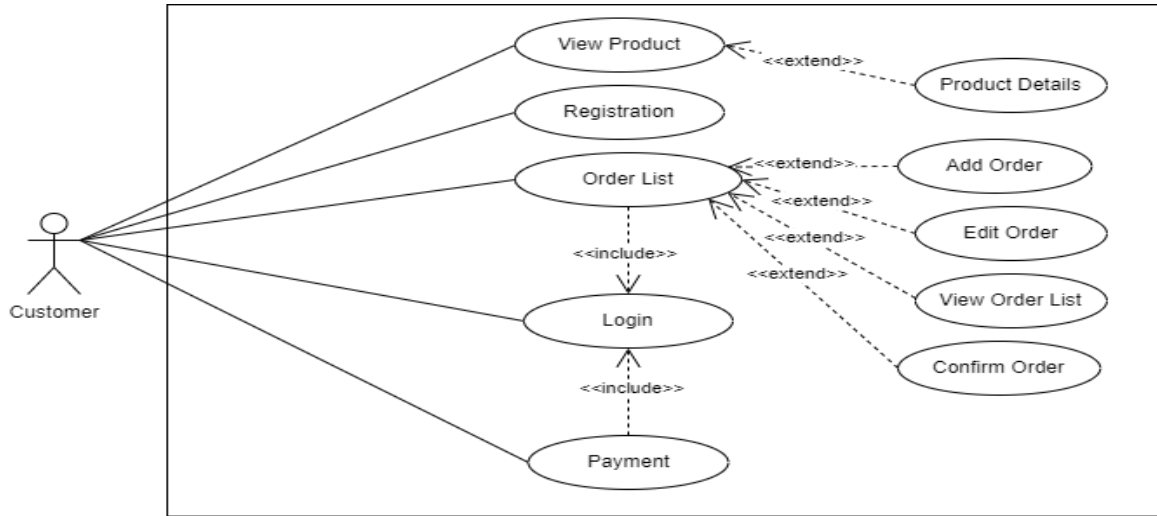 View Product
<<extend>>
Product Details
Registration
Order List
<<extend>>
Add Order
<<extend>>
Edit Order
<<extend>>
View Order List
<<extend>>
Confirm Order
<<include>>
Customer
Login
<<include>>
Payment